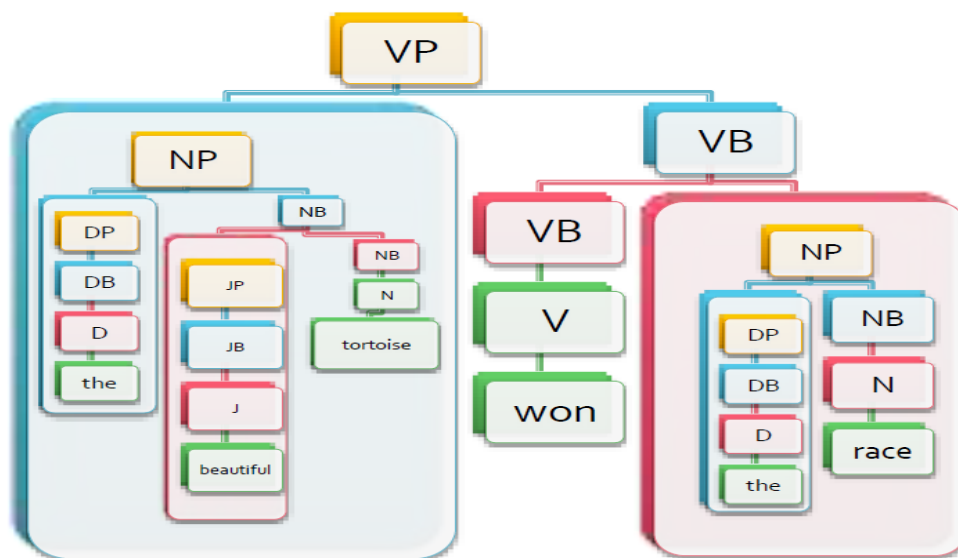 VP
VB
NP
NB
DP
DB
D
the
JP
JB
J
beautiful
NB
N
tortoise
VB
V
won
NP
DP
DB
D
the
NB
N
race